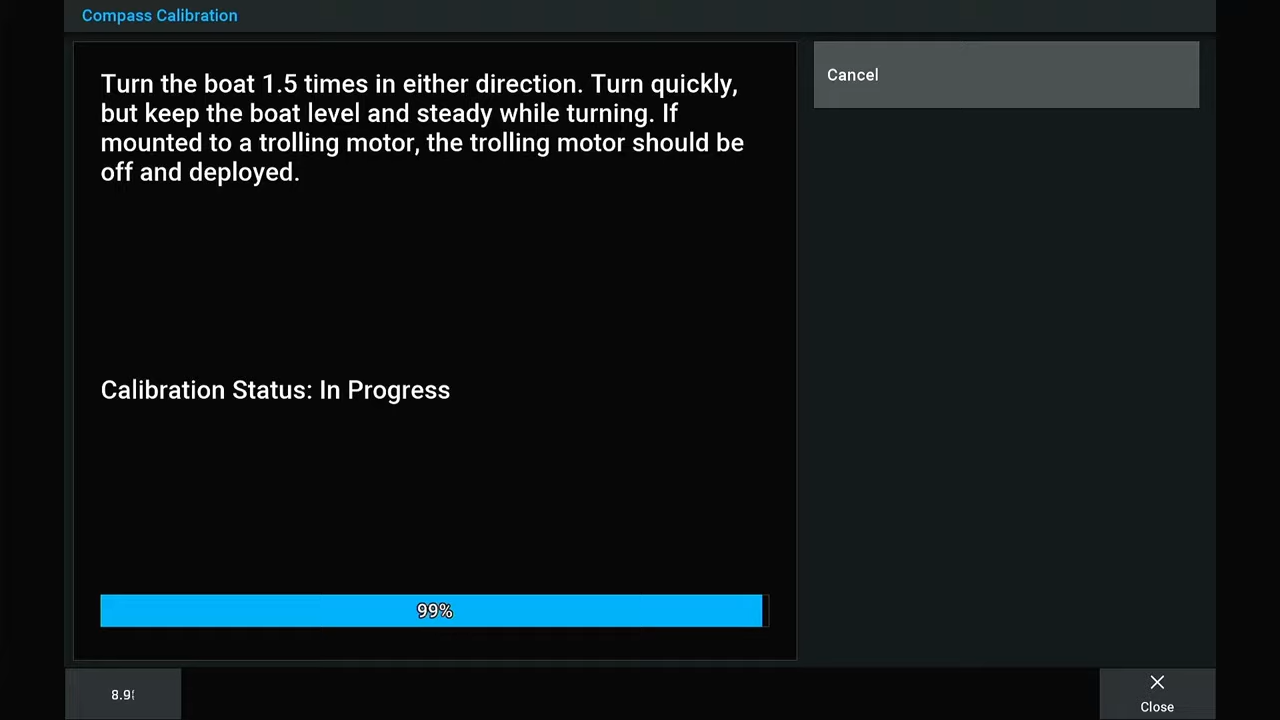 Compass Calibration
Turn the boat 1.5 times in either direction. Turn quickly,
but keep the boat level and steady while turning. If
mounted to a trolling motor, the trolling motor should be
off and deployed.
Cancel
Calibration Status: In Progress
99%
Close